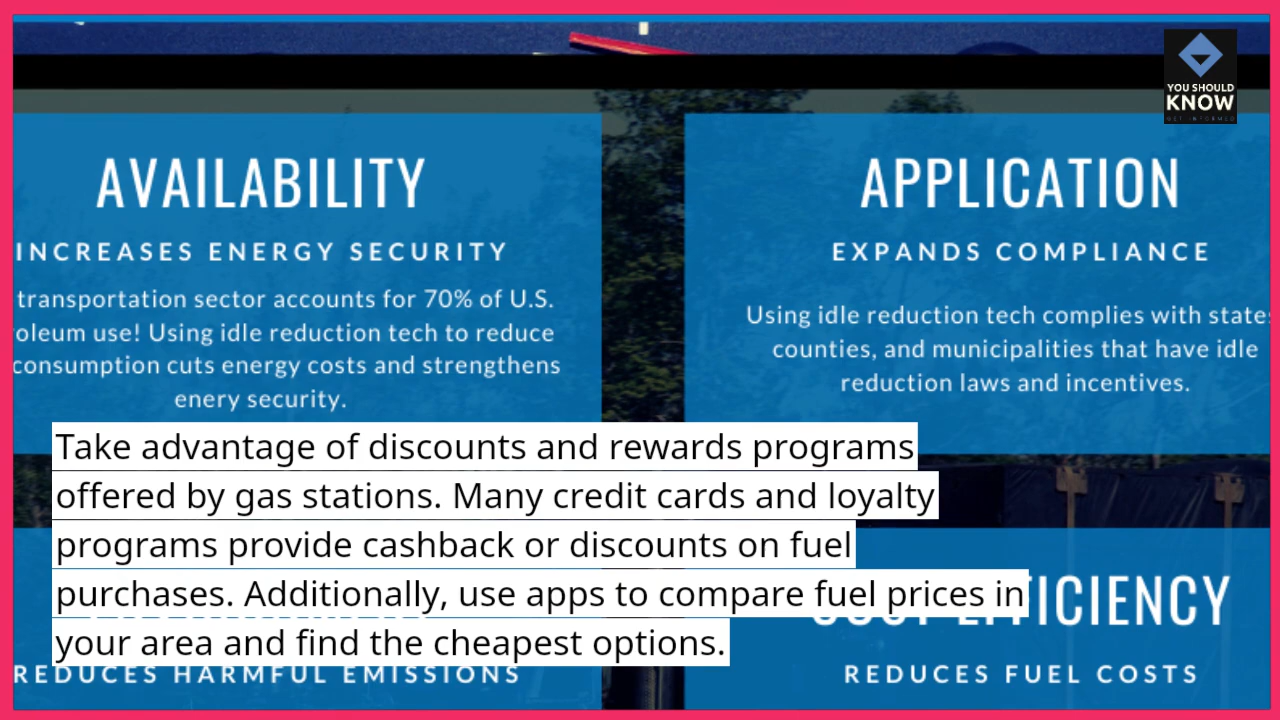 YOU SHOULD
KNOW
GET INFORMED
AVAILABILITY
INCREASES ENERGY SECURITY
transportation sector accounts for 70% of U.S.
oleum use! Using idle reduction tech to reduce
consumption cuts energy costs and strengthens
enery security.
APPLICATION
EXPANDS COMPLIANCE
Using idle reduction tech complies with states
counties, and municipalities that have idle
reduction laws and incentives.
Take advantage of discounts and rewards programs
offered by gas stations. Many credit cards and loyalty
programs provide cashback or discounts on fuel
purchases. Additionally, use apps to compare fuel prices in
your area and find the cheapest options.
REDUCES HARMFUL EMISSIONS
COST EFFICIENCY
REDUCES FUEL COSTS